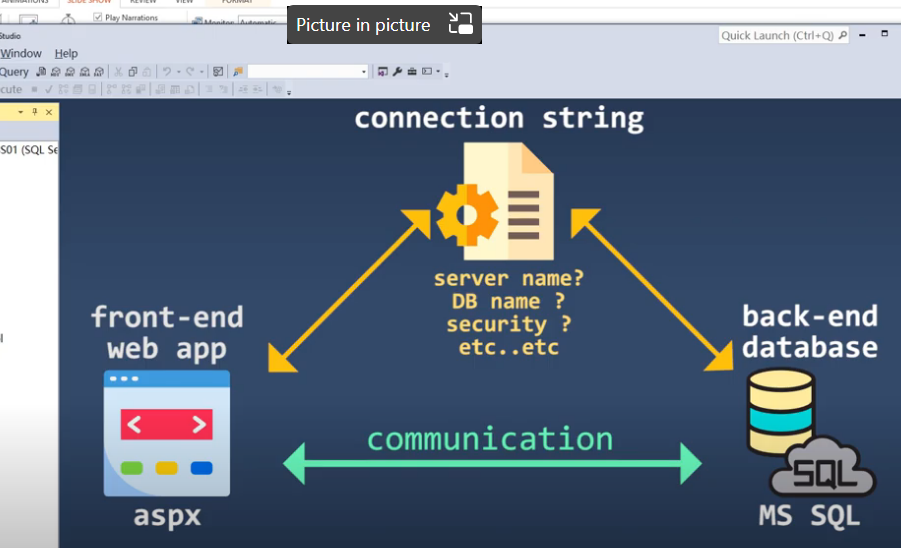 ANIMATIONS SLIDE SHOW REVIEW VIEW FORMAT
Play Narrations
Monitor: Automatic
Picture in picture
Studio
Quick Launch (Ctrl+Q)
Window Help
Query
cute
S01 (SQL Se
connection string
server name?
DB name ?
security ?
etc..etc
front-end
web app
< >
aspx
communication
back-end
database
SQL
MS SQL